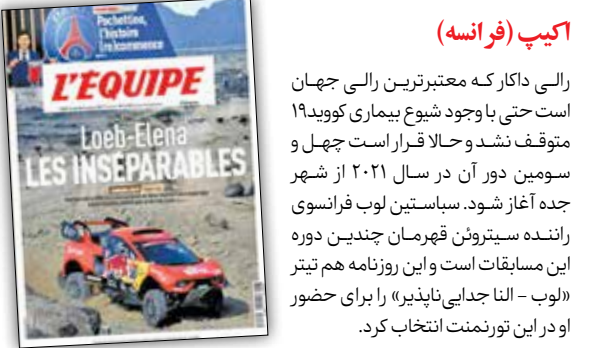 اکیپ (فرانسه)
رالی داکار که معتبرترین رالی جهان
است حتی با وجود شیوع بیماری کووید۱۹
متوقف نشد و حالا قرار است چهل و
سومین دور آن در سال ۲۰۲۱ از شهر
جده آغاز شود. سباستین لوب فرانسوی
راننده سیتروئن قهرمان چندین دوره
این مسابقات است و این روزنامه هم تیتر
«لوب - النا جدایی‌ناپذیر» را برای حضور
او در این تورنمنت انتخاب کرد.
Pochettino,
l'histoire
(re)commence
L'ÉQUIPE
Loeb-Elena
LES INSÉPARABLES